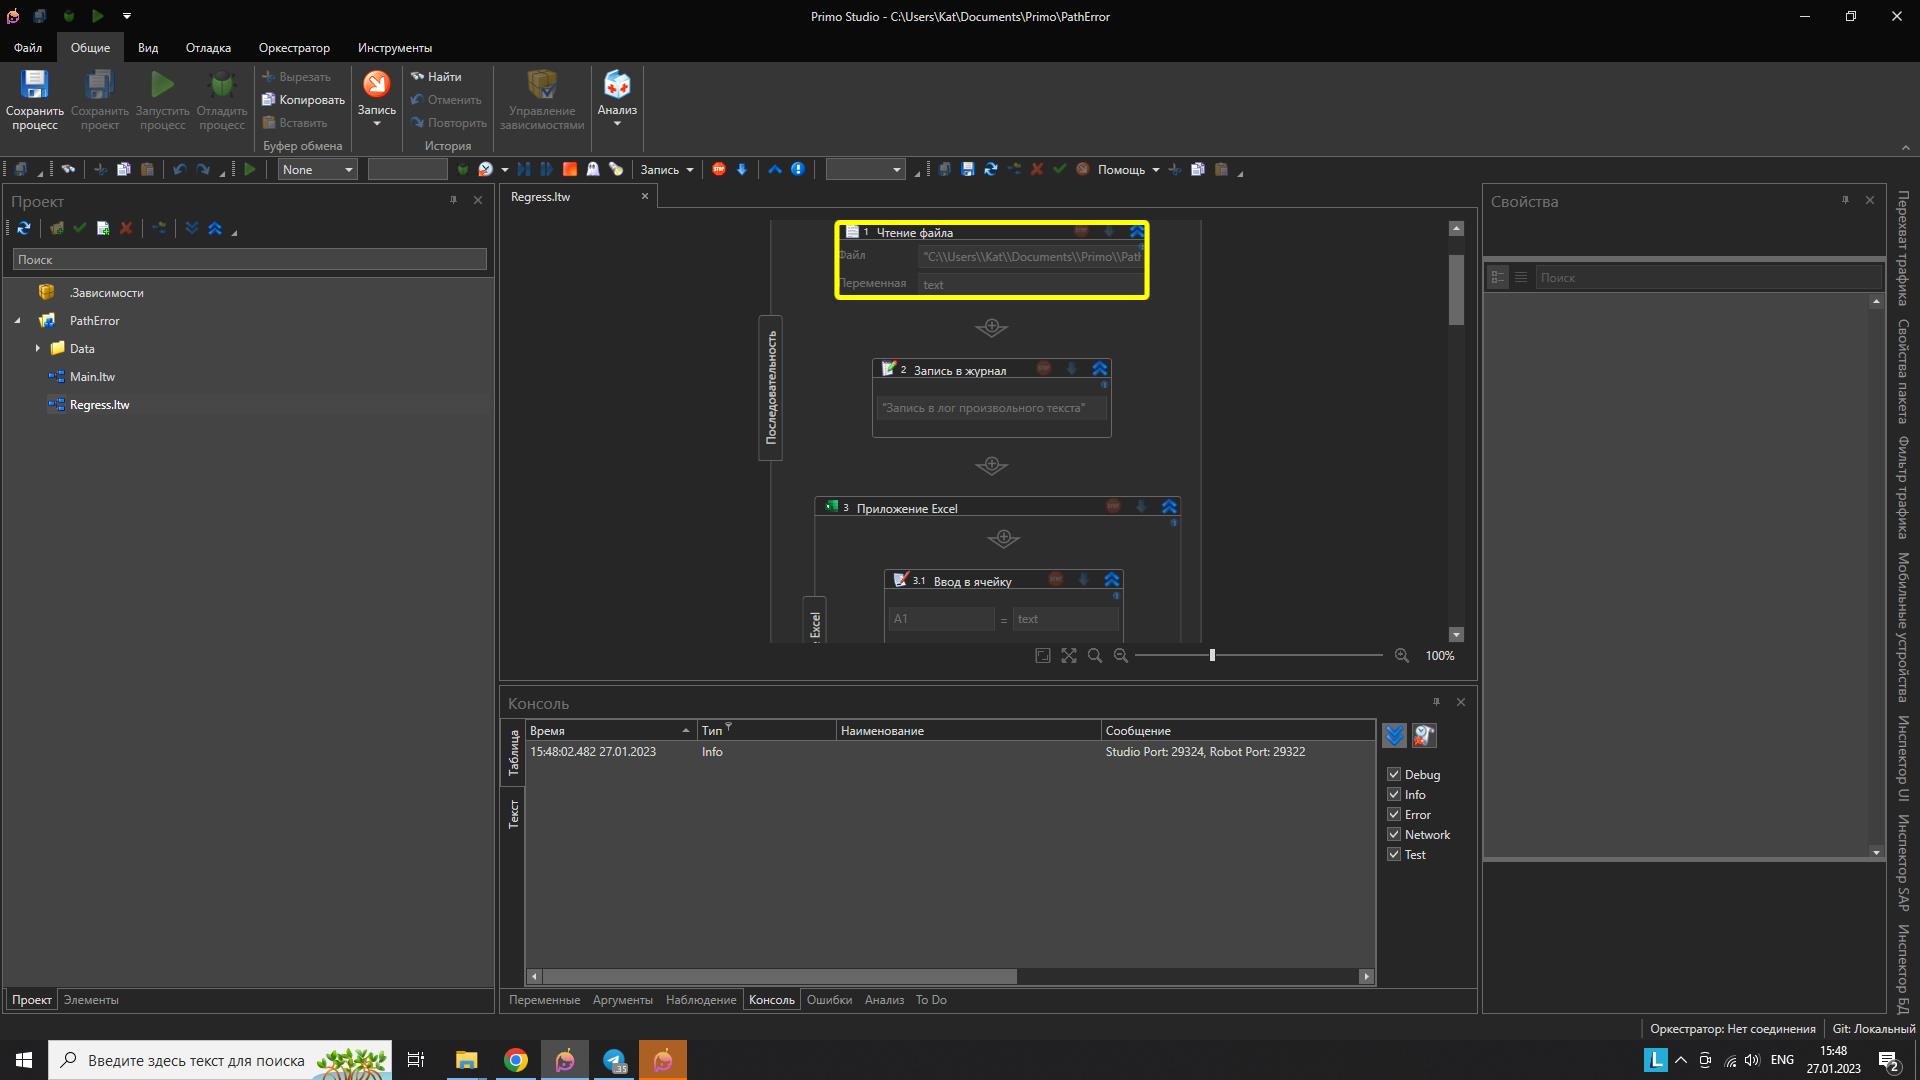 Primo Studio - C:\Users\Kat\Documents\Primo\PathError
Файл Общие Вид Отладка Оркестратор Инструменты
Сохранить процесс
Сохранить проект
Запустить процесс
Отладить процесс
Вырезать
Копировать
Вставить
Буфер обмена
Запись
Найти
Отменить
Повторить
История
Управление зависимостями
Анализ
None
Запись
Помощь
Проект
Поиск
.Зависимости
PathError
Data
Main.ltw
Regress.ltw
Проект Элементы
Regress.ltw
1 Чтение файла
Файл "C:\\Users\\Kat\\Documents\\Primo\\Path
Переменная text
Последовательность
2 Запись в журнал
"Запись в лог произвольного текста"
3 Приложение Excel
3.1 Ввод в ячейку
A1 = text
е Excel
100%
Консоль
Таблица
Текст
Время Тип Наименование Сообщение
15:48:02.482 27.01.2023 Info Studio Port: 29324, Robot Port: 29322
Debug
Info
Error
Network
Test
Переменные Аргументы Наблюдение Консоль Ошибки Анализ To Do
Свойства
Поиск
Перехват трафика
Свойства пакета
Фильтр трафика
Мобильные устройства
Инспектор UI
Инспектор SAP
Инспектор БД
Оркестратор: Нет соединения Git: Локальный
Введите здесь текст для поиска
35
L
ENG
15:48
27.01.2023
2